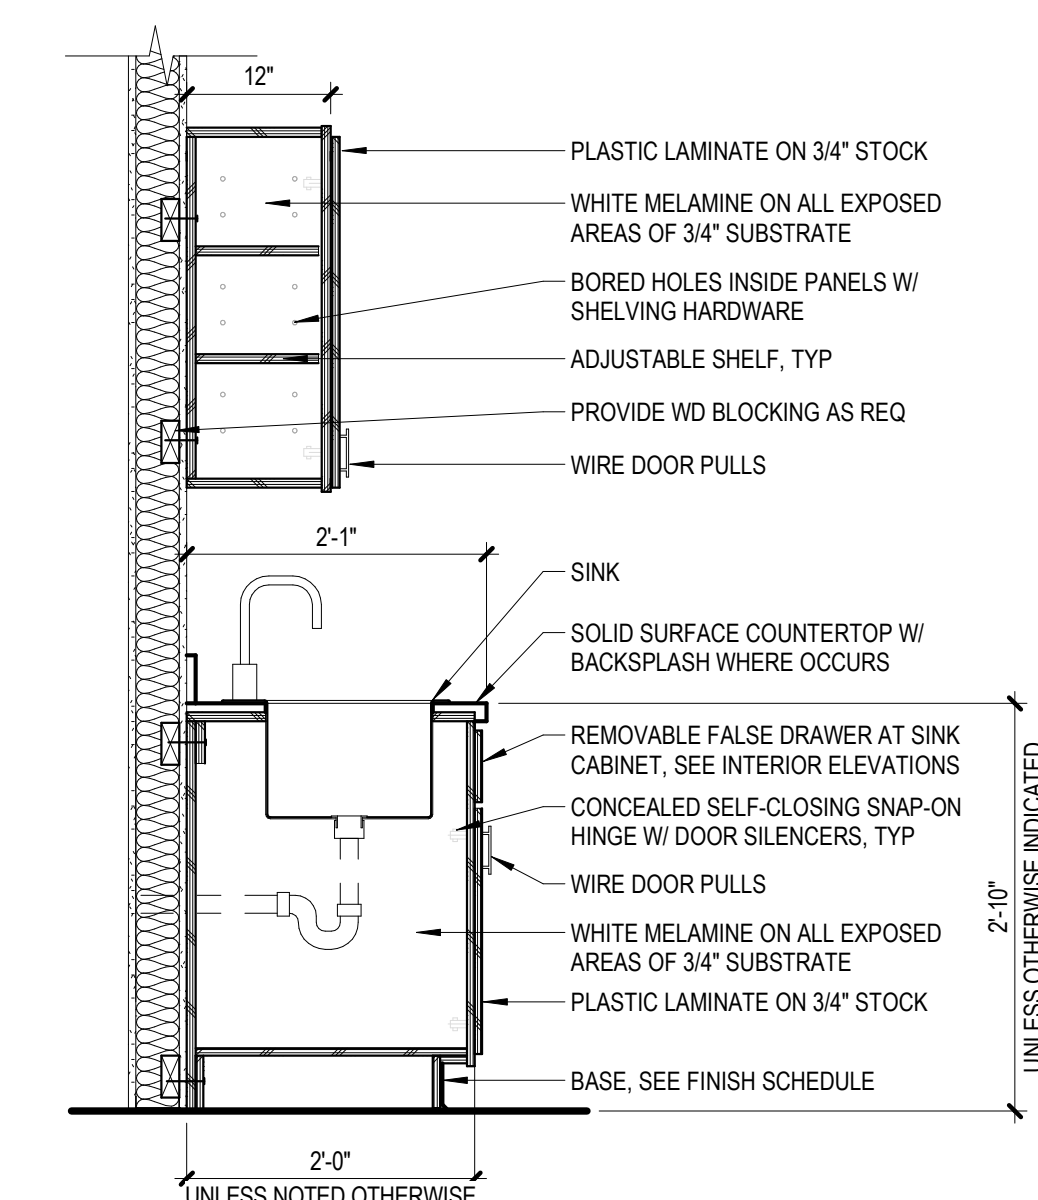 12"
PLASTIC LAMINATE ON 3/4" STOCK
WHITE MELAMINE ON ALL EXPOSED
AREAS OF 3/4" SUBSTRATE
BORED HOLES INSIDE PANELS W/
SHELVING HARDWARE
ADJUSTABLE SHELF, TYP
PROVIDE WD BLOCKING AS REQ
WIRE DOOR PULLS
2'-1"
SINK
SOLID SURFACE COUNTERTOP W/
BACKSPLASH WHERE OCCURS
REMOVABLE FALSE DRAWER AT SINK
CABINET, SEE INTERIOR ELEVATIONS
CONCEALED SELF-CLOSING SNAP-ON
HINGE W/ DOOR SILENCERS, TYP
WIRE DOOR PULLS
WHITE MELAMINE ON ALL EXPOSED
AREAS OF 3/4" SUBSTRATE
PLASTIC LAMINATE ON 3/4" STOCK
BASE, SEE FINISH SCHEDULE
2'-10"
UNLESS OTHERWISE INDICATED
2'-0"
UNLESS NOTED OTHERWISE